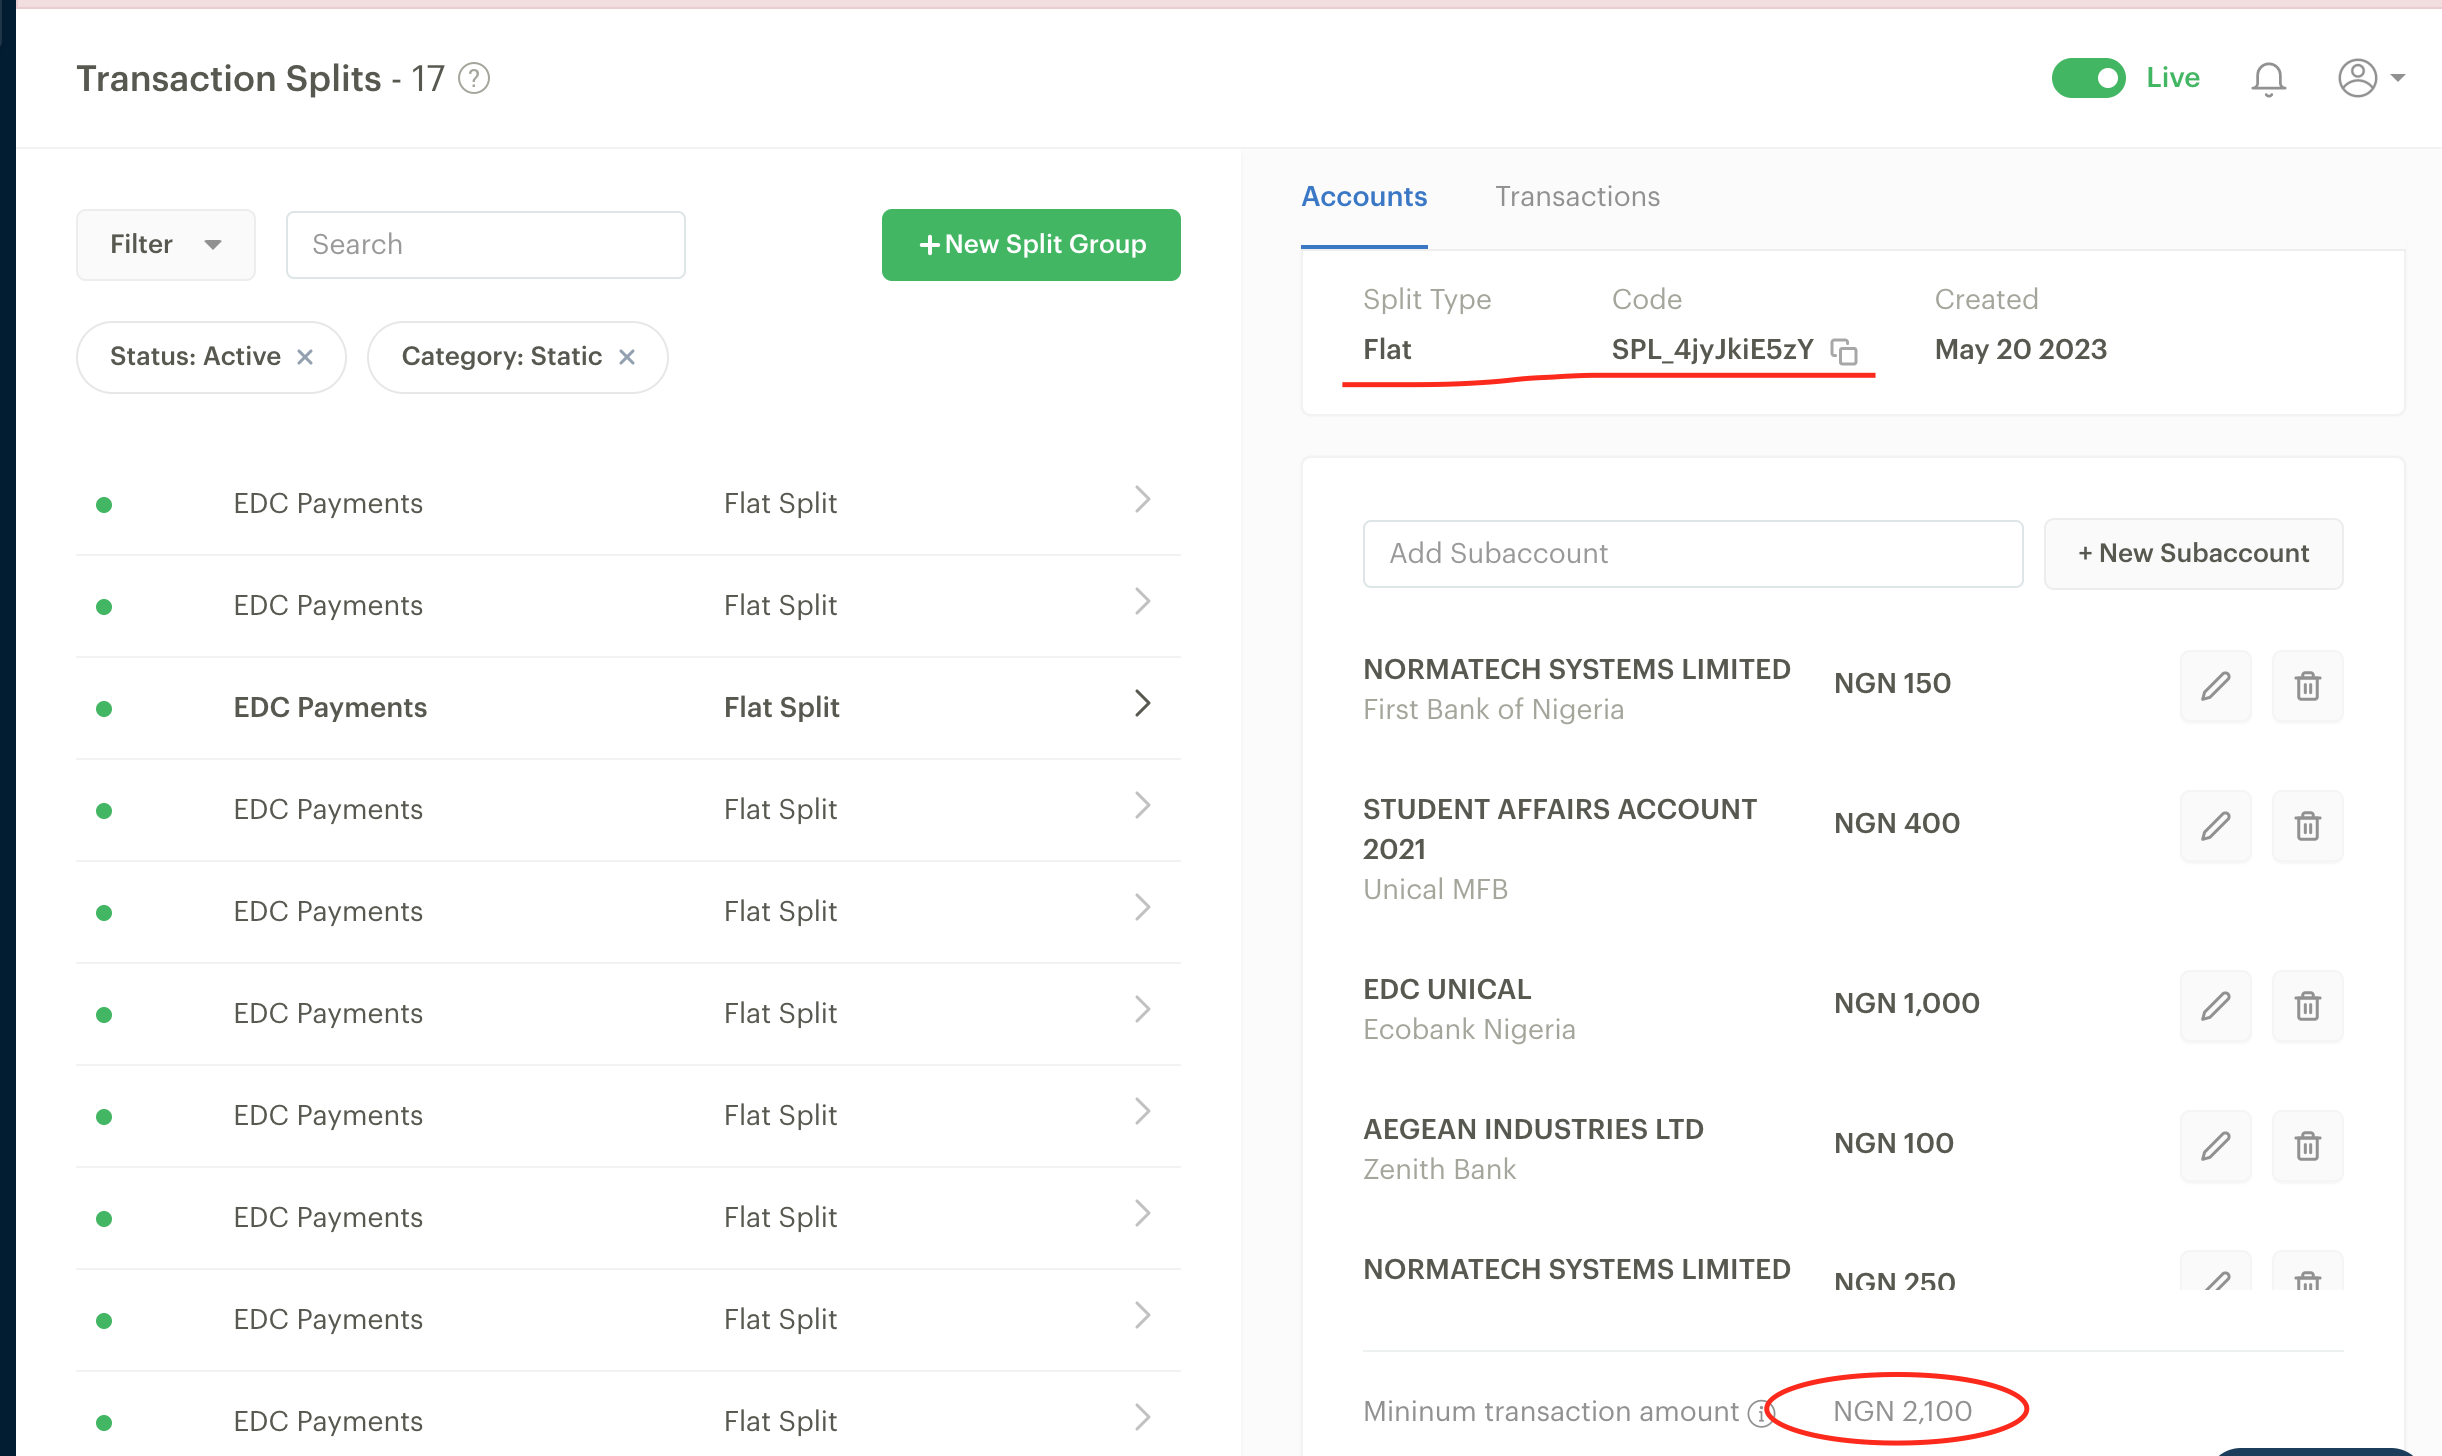 Transaction Splits - 17
Live
Filter
Search
+ New Split Group
Status: Active ×
Category: Static ×
EDC Payments Flat Split
EDC Payments Flat Split
EDC Payments Flat Split
EDC Payments Flat Split
EDC Payments Flat Split
EDC Payments Flat Split
EDC Payments Flat Split
EDC Payments Flat Split
EDC Payments Flat Split
EDC Payments Flat Split
Accounts Transactions
Split Type Code Created
Flat SPL_4jyJkiE5zY May 20 2023
Add Subaccount
+ New Subaccount
NORMATECH SYSTEMS LIMITED NGN 150
First Bank of Nigeria
STUDENT AFFAIRS ACCOUNT NGN 400
2021
Unical MFB
EDC UNICAL NGN 1,000
Ecobank Nigeria
AEGEAN INDUSTRIES LTD NGN 100
Zenith Bank
NORMATECH SYSTEMS LIMITED NGN 250
Mininum transaction amount NGN 2,100